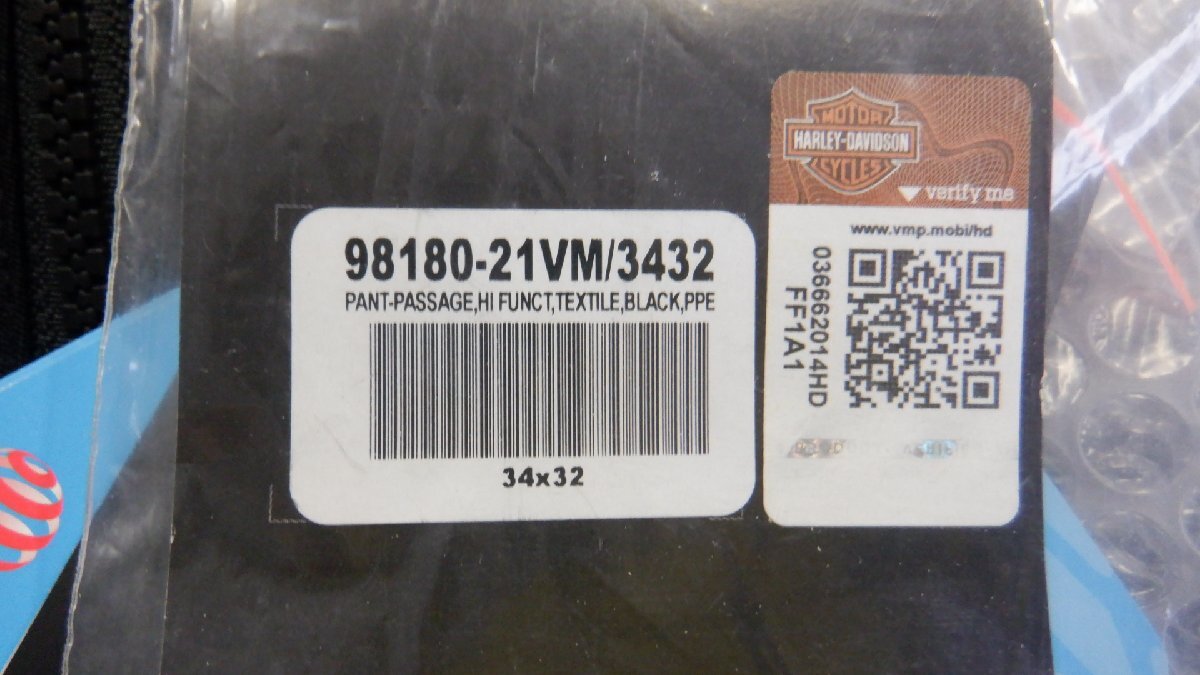 98180-21VM/3432
PANT-PASSAGE,HI FUNCT,TEXTILE,BLACK,PPE
34x32
MOTOR
HARLEY-DAVIDSON
CYCLES
verify me
www.vmp.mobi/hd
036662014HD
FF1A1